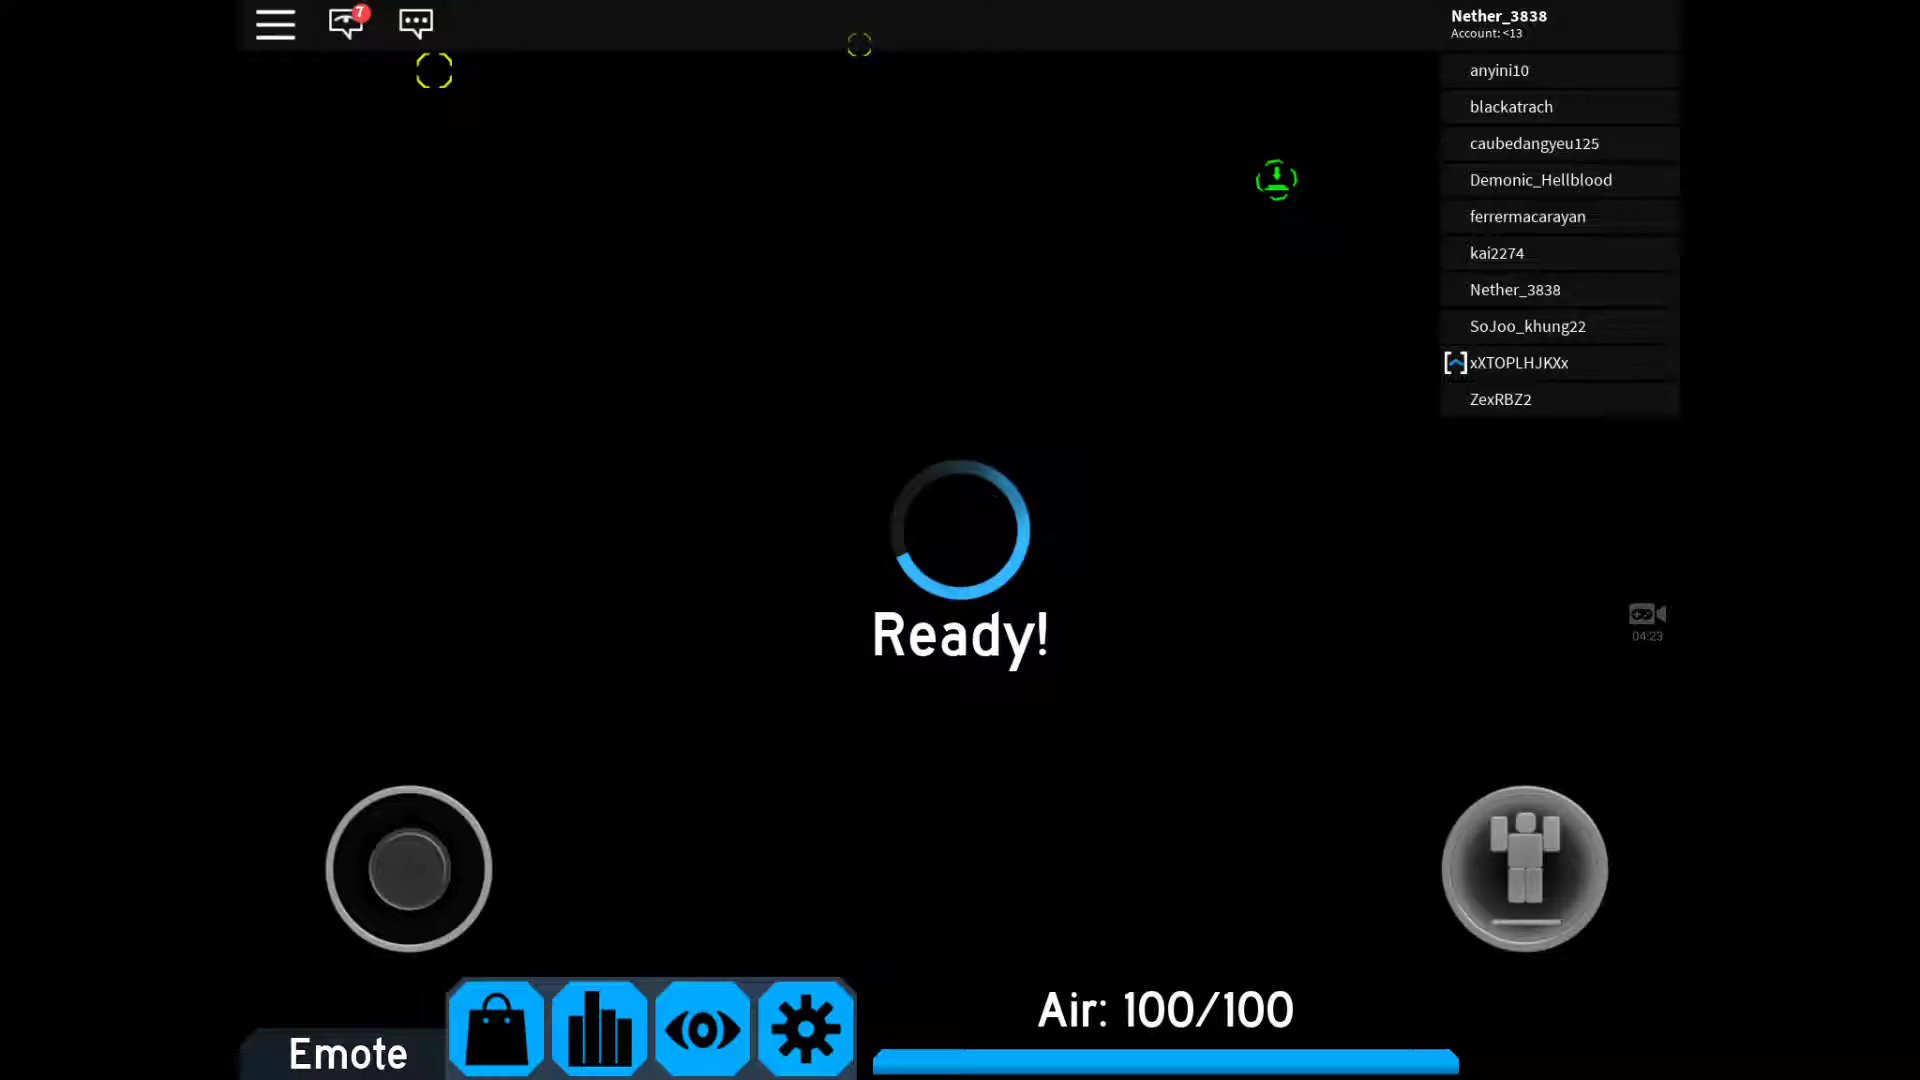 7
Nether_3838
Account: <13
anyini10
blackatrach
caubedangyeu125
Demonic_Hellblood
ferrermacarayan
kai2274
Nether_3838
SoJoo_khung22
xXTOPLHJKXx
ZexRBZ2
Ready!
04:23
Air: 100/100
Emote